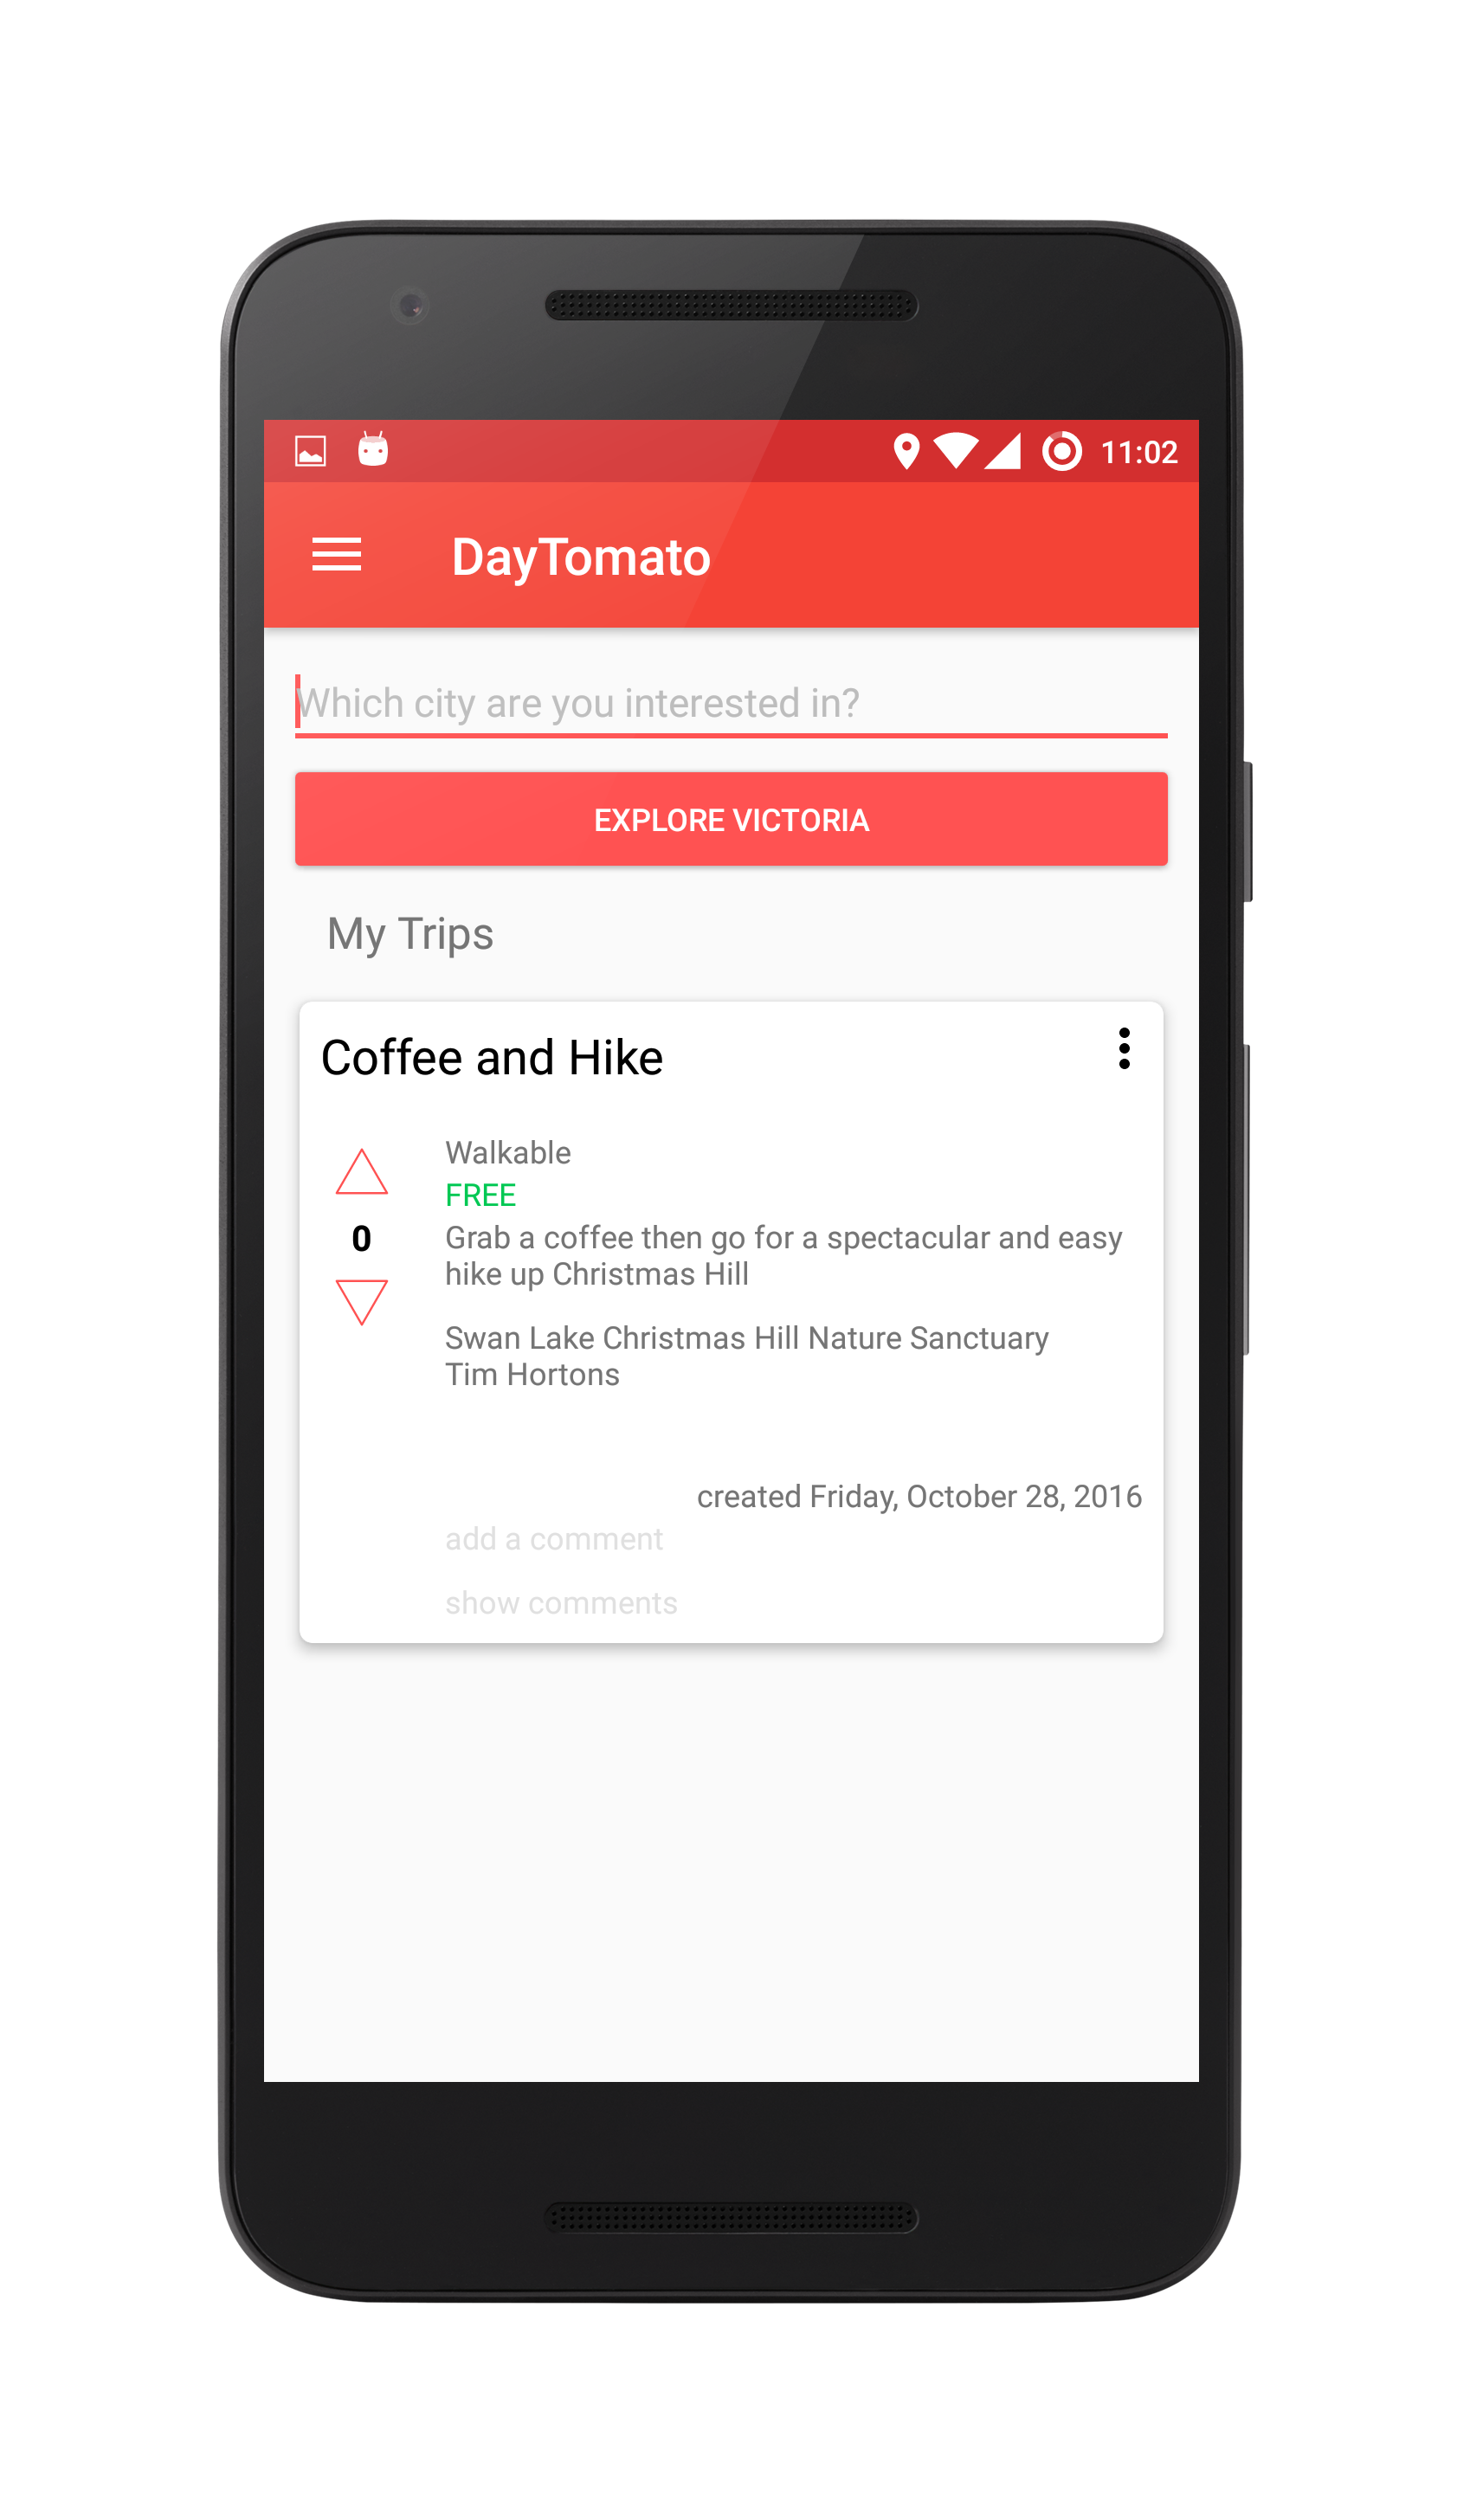 11:02
DayTomato
Which city are you interested in?
EXPLORE VICTORIA
My Trips
Coffee and Hike
Walkable
FREE
0
Grab a coffee then go for a spectacular and easy
hike up Christmas Hill
Swan Lake Christmas Hill Nature Sanctuary
Tim Hortons
created Friday, October 28, 2016
add a comment
show comments